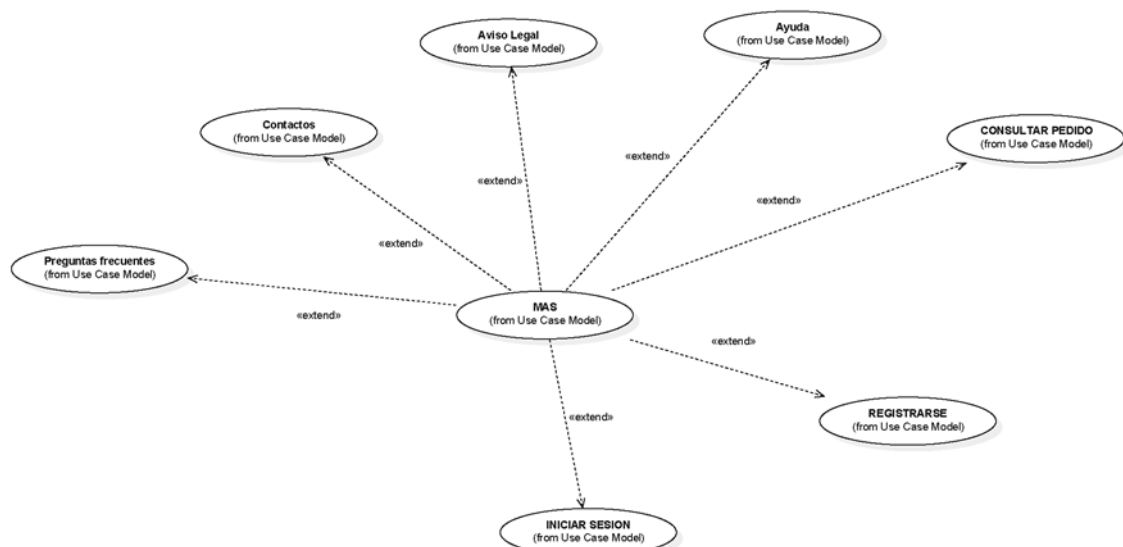 Aviso Legal
(from Use Case Model)
Ayuda
(from Use Case Model)
Contactos
(from Use Case Model)
CONSULTAR PEDIDO
(from Use Case Model)
«extend»
«extend»
«extend»
«extend»
Preguntas frecuentes
(from Use Case Model)
MAS
(from Use Case Model)
«extend»
«extend»
REGISTRARSE
(from Use Case Model)
«extend»
INICIAR SESION
(from Use Case Model)